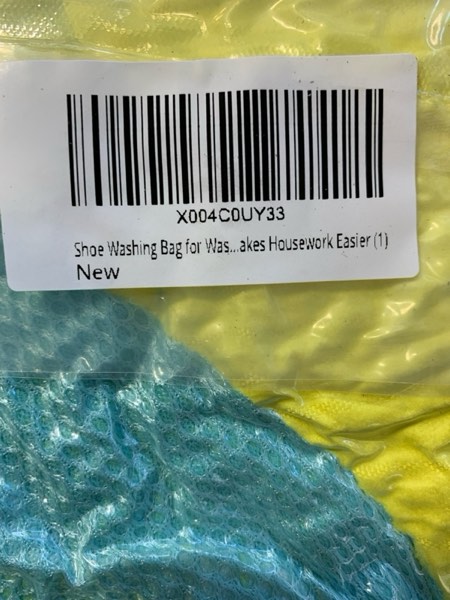 X004C0UY33
Shoe Washing Bag for Was...akes Housework Easier (1)
New